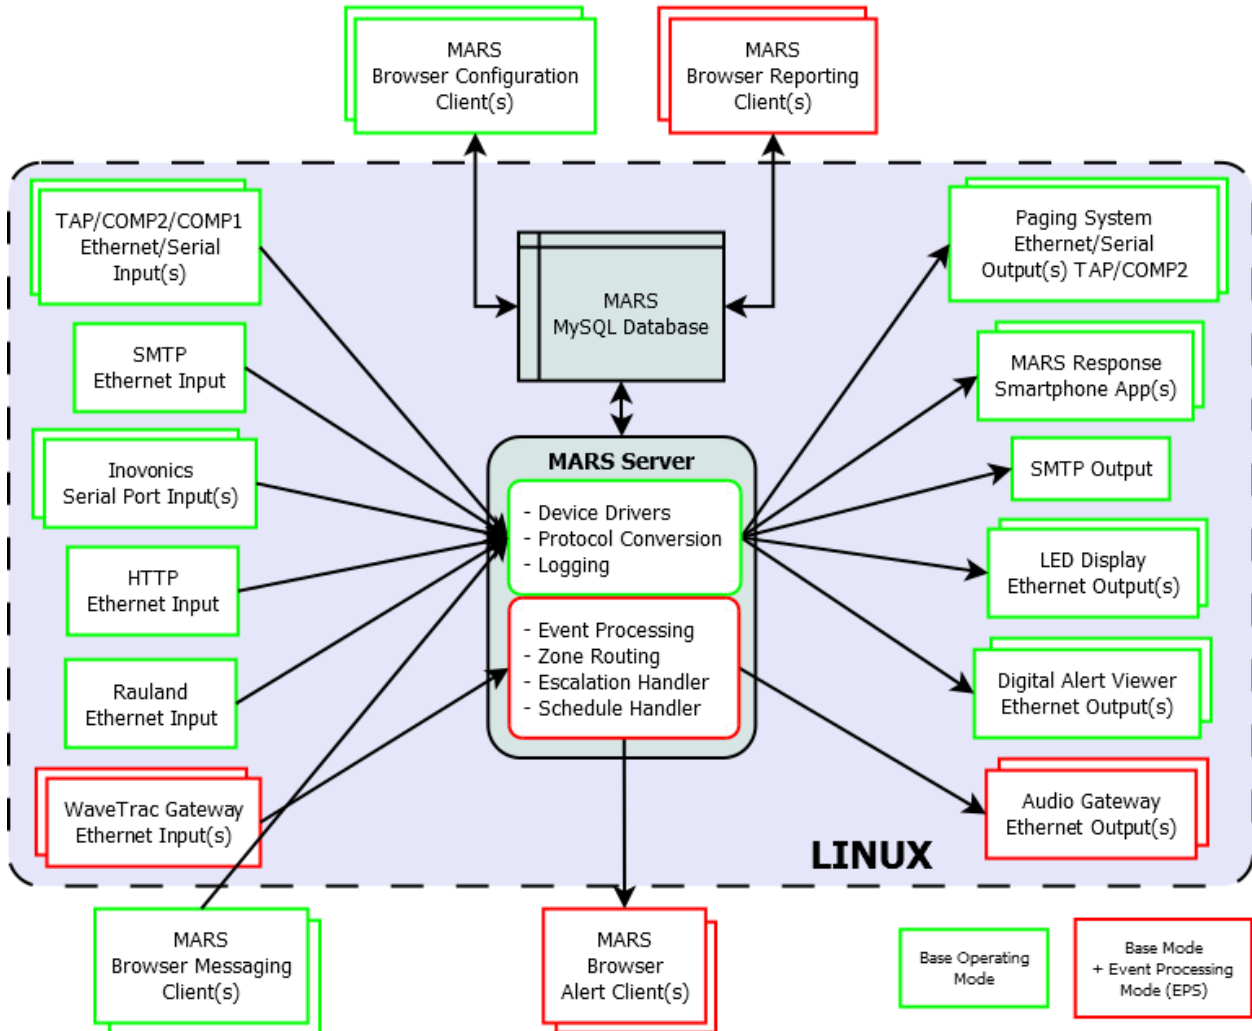 MARS
Browser Configuration
Client(s)
MARS
Browser Reporting
Client(s)
TAP/COMP2/COMP1
Ethernet/Serial
Input(s)
SMTP
Ethernet Input
Inovonics
Serial Port Input(s)
HTTP
Ethernet Input
Rauland
Ethernet Input
WaveTrac Gateway
Ethernet Input(s)
MARS
MySQL Database
MARS Server
- Device Drivers
- Protocol Conversion
- Logging
- Event Processing
- Zone Routing
- Escalation Handler
- Schedule Handler
Paging System
Ethernet/Serial
Output(s) TAP/COMP2
MARS Response
Smartphone App(s)
SMTP Output
LED Display
Ethernet Output(s)
Digital Alert Viewer
Ethernet Output(s)
Audio Gateway
Ethernet Output(s)
LINUX
MARS
Browser Messaging
Client(s)
MARS
Browser
Alert Client(s)
Base Operating
Mode
Base Mode
+ Event Processing
Mode (EPS)